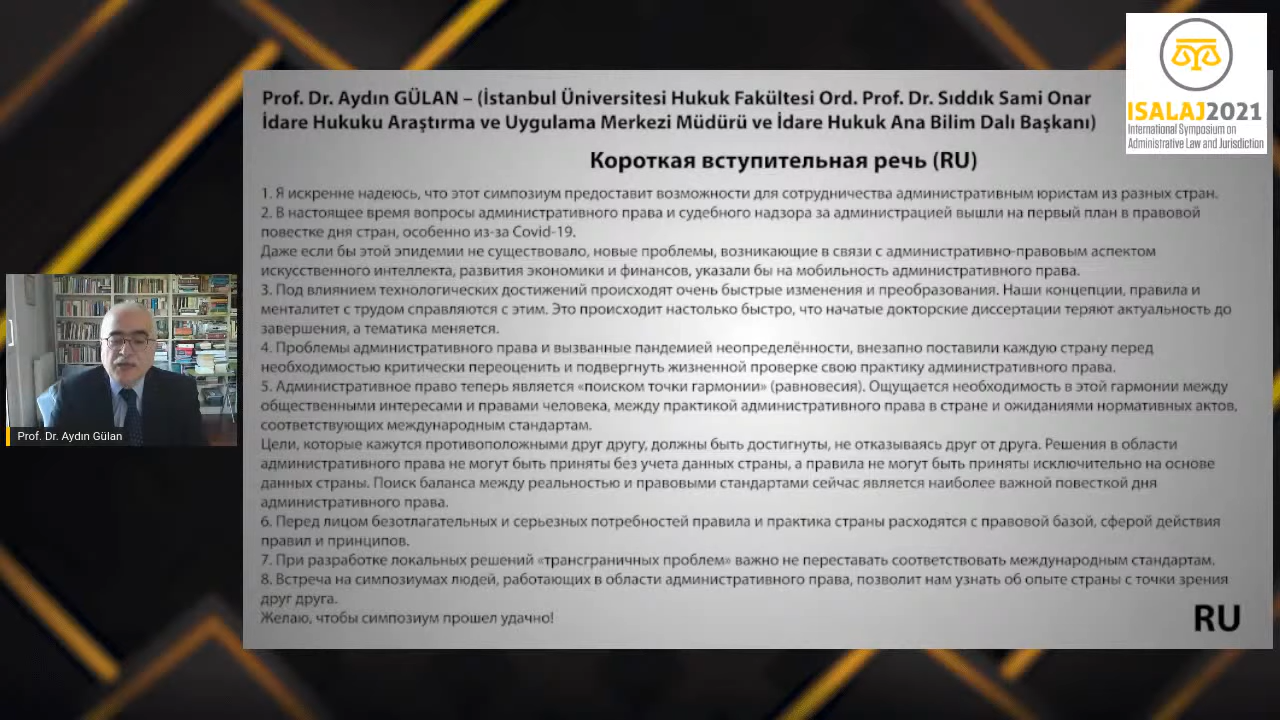 ISALAJ2021
International Symposium on
Administrative Law and Jurisdiction
Prof. Dr. Aydın GÜLAN – (İstanbul Üniversitesi Hukuk Fakültesi Ord. Prof. Dr. Sıddık Sami Onar
İdare Hukuku Araştırma ve Uygulama Merkezi Müdürü ve İdare Hukuk Ana Bilim Dalı Başkanı)
Короткая вступительная речь (RU)
1. Я искренне надеюсь, что этот симпозиум предоставит возможности для сотрудничества административным юристам из разных стран.
2. В настоящее время вопросы административного права и судебного надзора за администрацией вышли на первый план в правовой
повестке дня стран, особенно из-за Covid-19.
Даже если бы этой эпидемии не существовало, новые проблемы, возникающие в связи с административно-правовым аспектом
искусственного интеллекта, развития экономики и финансов, указали бы на мобильность административного права.
3. Под влиянием технологических достижений происходят очень быстрые изменения и преобразования. Наши концепции, правила и
менталитет с трудом справляются с этим. Это происходит настолько быстро, что начатые докторские диссертации теряют актуальность до
завершения, а тематика меняется.
4. Проблемы административного права и вызванные пандемией неопределённости, внезапно поставили каждую страну перед
необходимостью критически переоценить и подвергнуть жизненной проверке свою практику административного права.
5. Административное право теперь является «поиском точки гармонии» (равновесия). Ощущается необходимость в этой гармонии между
общественными интересами и правами человека, между практикой административного права в стране и ожиданиями нормативных актов,
соответствующих международным стандартам.
Цели, которые кажутся противоположными друг другу, должны быть достигнуты, не отказываясь друг от друга. Решения в области
административного права не могут быть приняты без учета данных страны, а правила не могут быть приняты исключительно на основе
данных страны. Поиск баланса между реальностью и правовыми стандартами сейчас является наиболее важной повесткой дня
административного права.
6. Перед лицом безотлагательных и серьезных потребностей правила и практика страны расходятся с правовой базой, сферой действия
правил и принципов.
7. При разработке локальных решений «трансграничных проблем» важно не переставать соответствовать международным стандартам.
8. Встреча на симпозиумах людей, работающих в области административного права, позволит нам узнать об опыте страны с точки зрения
друг друга.
Желаю, чтобы симпозиум прошел удачно!
RU
Prof. Dr. Aydın Gülan